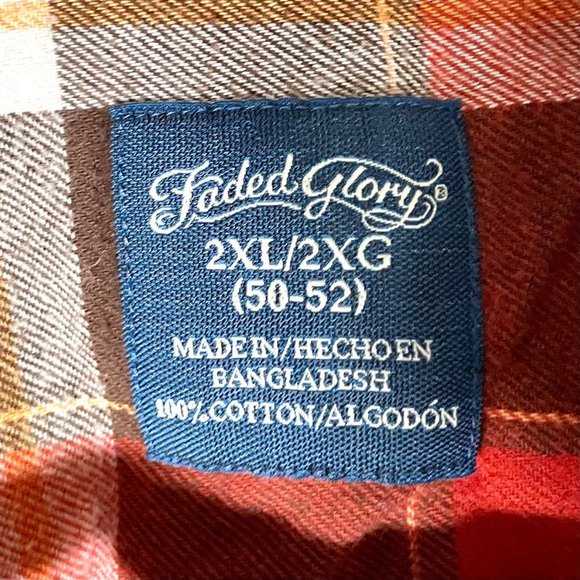 Faded Glory®
2XL/2XG
(50-52)
MADE IN/HECHO EN
BANGLADESH
100% COTTON/ALGODÓN